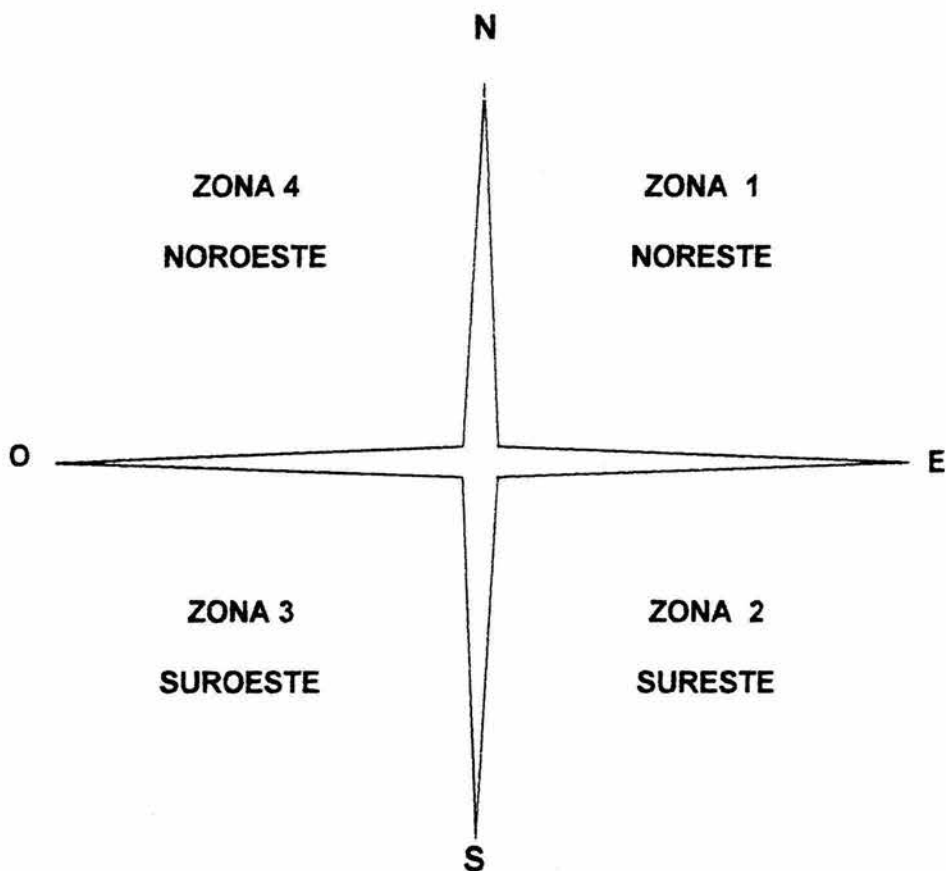 N
ZONA 4
NOROESTE
ZONA 1
NORESTE
O
E
ZONA 3
SUROESTE
ZONA 2
SURESTE
S